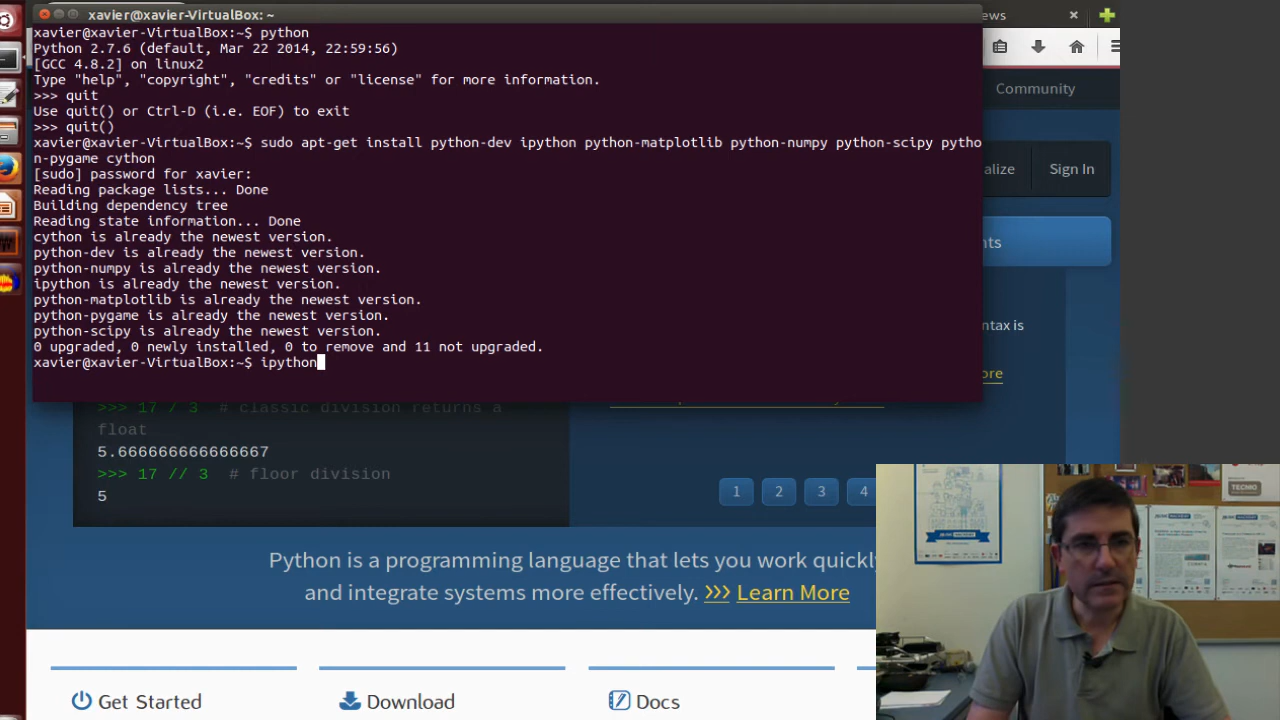 xavier@xavier-VirtualBox: ~
ews
xavier@xavier-VirtualBox:~$ python
Python 2.7.6 (default, Mar 22 2014, 22:59:56)
[GCC 4.8.2] on linux2
Type "help", "copyright", "credits" or "license" for more information.
>>> quit
Use quit() or Ctrl-D (i.e. EOF) to exit
>>> quit()
xavier@xavier-VirtualBox:~$ sudo apt-get install python-dev ipython python-matplotlib python-numpy python-scipy pytho
n-pygame cython
[sudo] password for xavier:
Reading package lists... Done
Building dependency tree
Reading state information... Done
cython is already the newest version.
python-dev is already the newest version.
python-numpy is already the newest version.
ipython is already the newest version.
python-matplotlib is already the newest version.
python-pygame is already the newest version.
python-scipy is already the newest version.
0 upgraded, 0 newly installed, 0 to remove and 11 not upgraded.
xavier@xavier-VirtualBox:~$ ipython
Community
alize
Sign In
nts
ntax is
ore
>>> 17 / 3 # classic division returns a
float
5.666666666666667
>>> 17 // 3 # floor division
5
1 2 3 4
Python is a programming language that lets you work quickly
and integrate systems more effectively. >>> Learn More
Get Started
Download
Docs
TECNIO